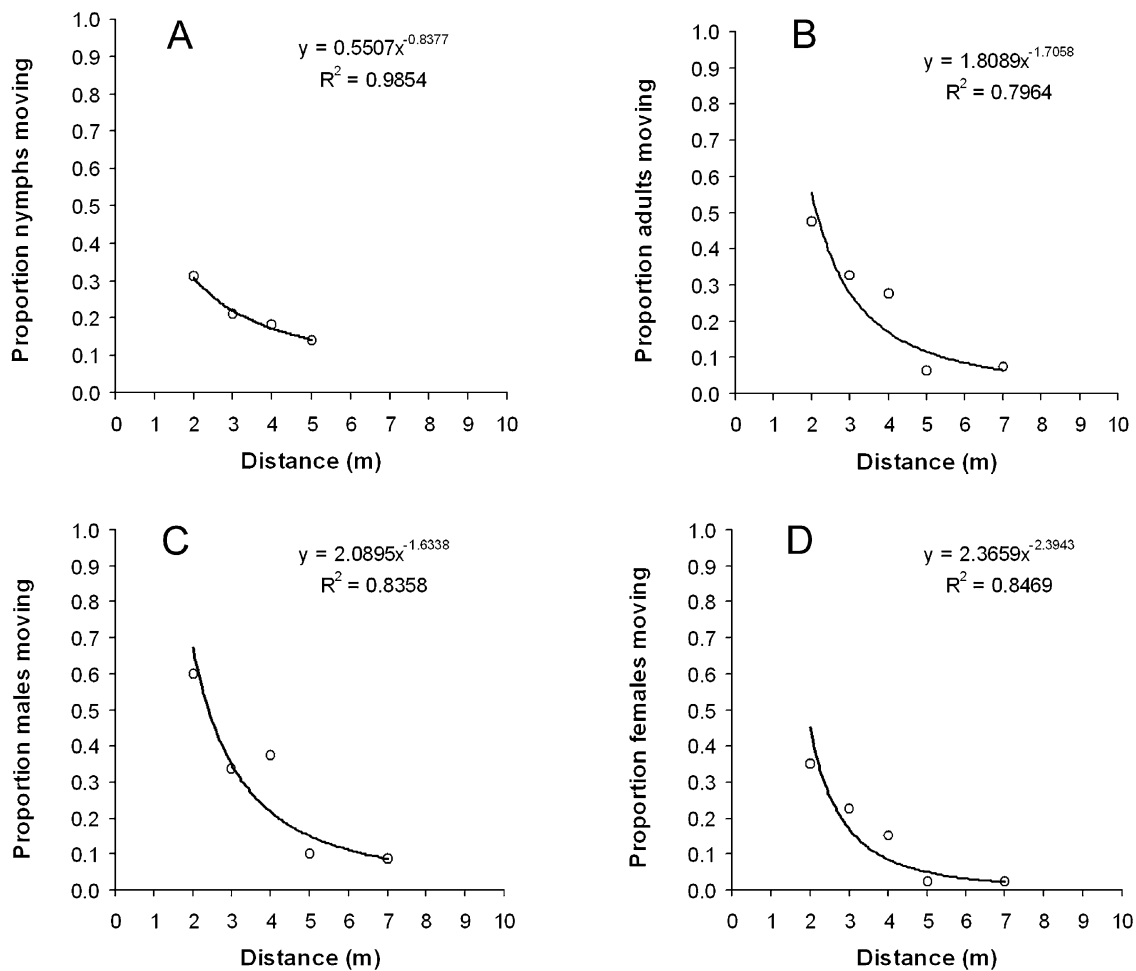 A
y = 0.5507x^-0.8377
R² = 0.9854
Proportion nymphs moving
1.0
0.9
0.8
0.7
0.6
0.5
0.4
0.3
0.2
0.1
0.0
0 1 2 3 4 5 6 7 8 9 10
Distance (m)
B
y = 1.8089x^-1.7058
R² = 0.7964
Proportion adults moving
1.0
0.9
0.8
0.7
0.6
0.5
0.4
0.3
0.2
0.1
0.0
0 1 2 3 4 5 6 7 8 9 10
Distance (m)
C
y = 2.0895x^-1.6338
R² = 0.8358
Proportion males moving
1.0
0.9
0.8
0.7
0.6
0.5
0.4
0.3
0.2
0.1
0.0
0 1 2 3 4 5 6 7 8 9 10
Distance (m)
D
y = 2.3659x^-2.3943
R² = 0.8469
Proportion females moving
1.0
0.9
0.8
0.7
0.6
0.5
0.4
0.3
0.2
0.1
0.0
0 1 2 3 4 5 6 7 8 9 10
Distance (m)